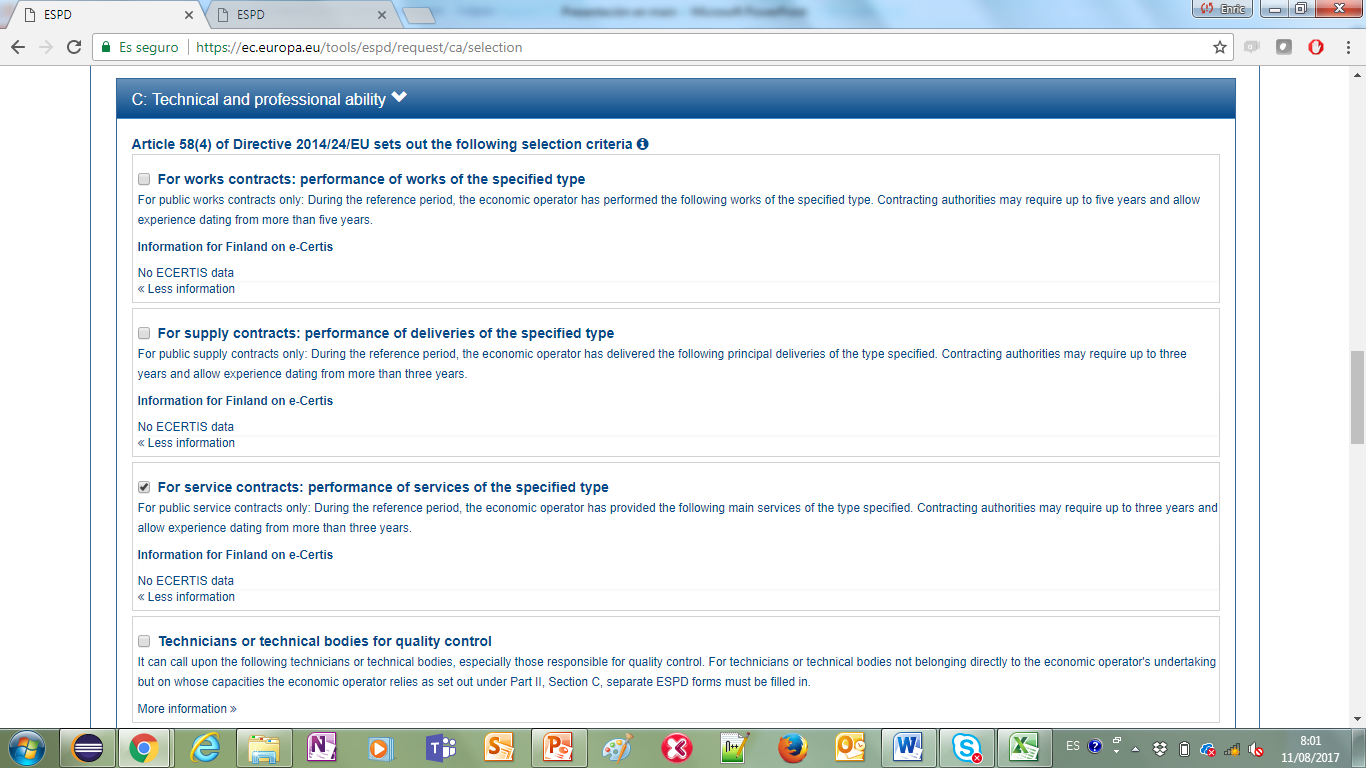 ESPD
ESPD
Presentación en maxi - Microsoft PowerPoint
Enric
Es seguro
https://ec.europa.eu/tools/espd/request/ca/selection
C: Technical and professional ability
Article 58(4) of Directive 2014/24/EU sets out the following selection criteria
For works contracts: performance of works of the specified type
For public works contracts only: During the reference period, the economic operator has performed the following works of the specified type. Contracting authorities may require up to five years and allow
experience dating from more than five years.
Information for Finland on e-Certis
No ECERTIS data
« Less information
For supply contracts: performance of deliveries of the specified type
For public supply contracts only: During the reference period, the economic operator has delivered the following principal deliveries of the type specified. Contracting authorities may require up to three
years and allow experience dating from more than three years.
Information for Finland on e-Certis
No ECERTIS data
« Less information
For service contracts: performance of services of the specified type
For public service contracts only: During the reference period, the economic operator has provided the following main services of the type specified. Contracting authorities may require up to three years and
allow experience dating from more than three years.
Information for Finland on e-Certis
No ECERTIS data
« Less information
Technicians or technical bodies for quality control
It can call upon the following technicians or technical bodies, especially those responsible for quality control. For technicians or technical bodies not belonging directly to the economic operator's undertaking
but on whose capacities the economic operator relies as set out under Part II, Section C, separate ESPD forms must be filled in.
More information »
ES
8:01
11/08/2017